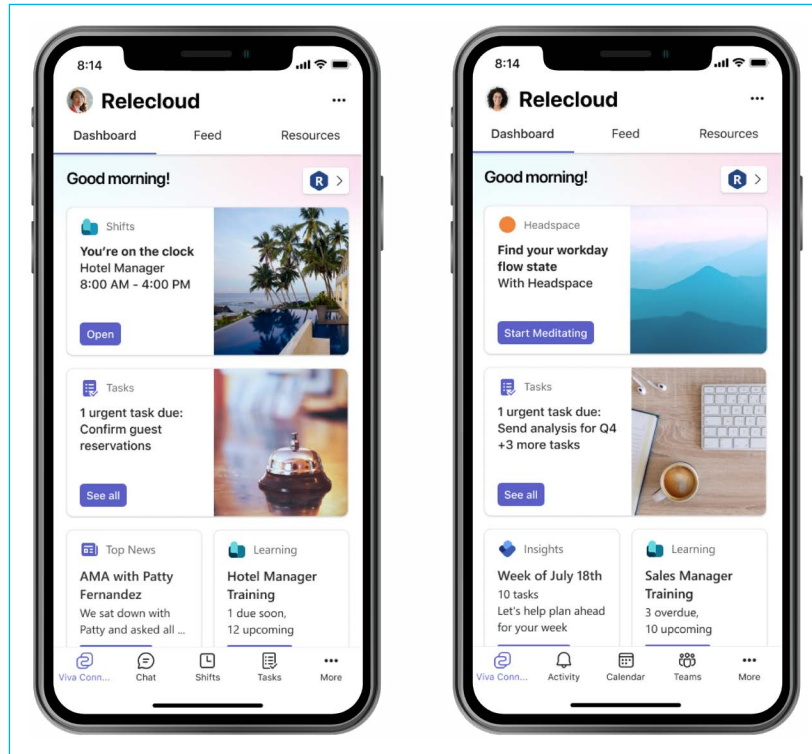 8:14
Relecloud
Dashboard Feed Resources
Good morning!
R
Shifts
You're on the clock
Hotel Manager
8:00 AM - 4:00 PM
Open
Tasks
1 urgent task due:
Confirm guest
reservations
See all
Top News
AMA with Patty
Fernandez
We sat down with
Patty and asked all ...
Learning
Hotel Manager
Training
1 due soon,
12 upcoming
Viva Conn... Chat Shifts Tasks More
8:14
Relecloud
Dashboard Feed Resources
Good morning!
R
Headspace
Find your workday
flow state
With Headspace
Start Meditating
Tasks
1 urgent task due:
Send analysis for Q4
+3 more tasks
See all
Insights
Week of July 18th
10 tasks
Let's help plan ahead
for your week
Learning
Sales Manager
Training
3 overdue,
10 upcoming
Viva Conn... Activity Calendar Teams More